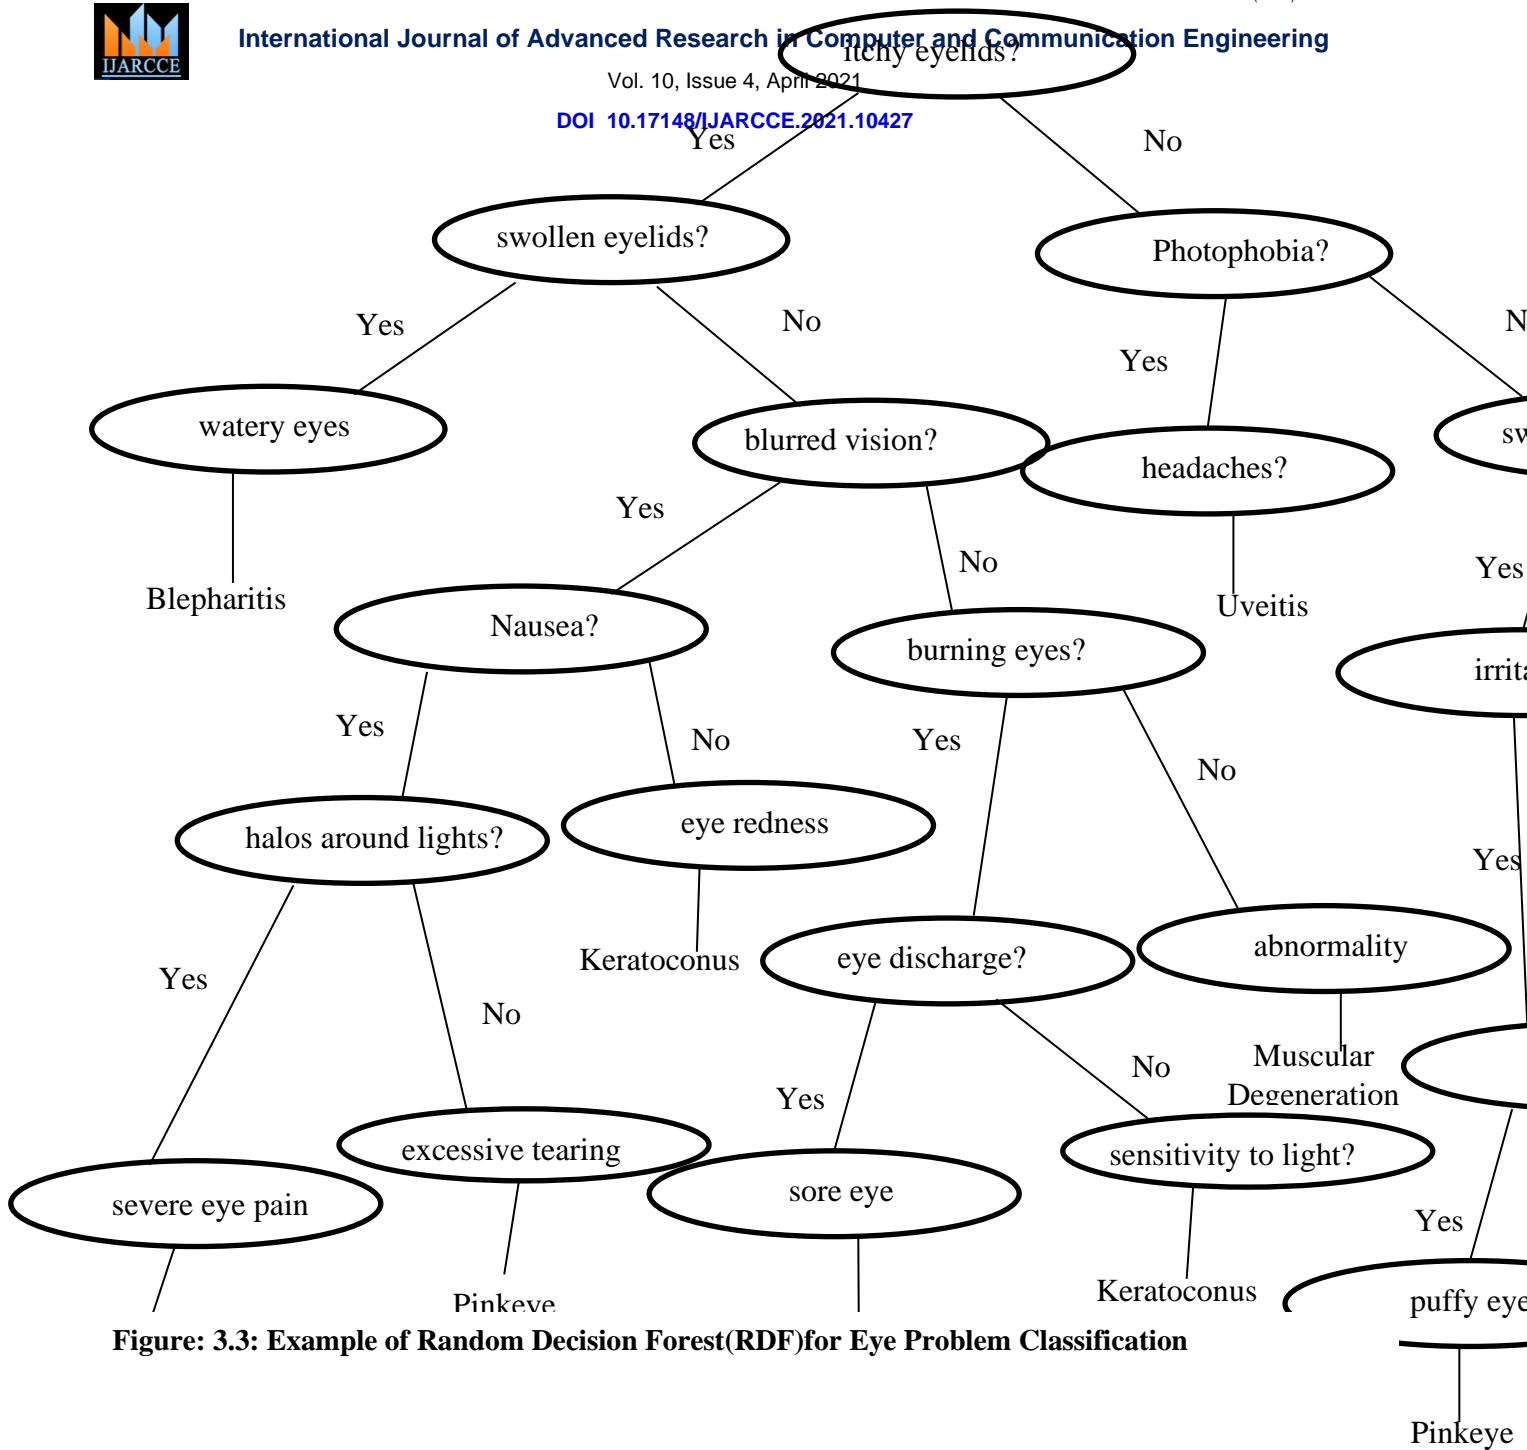 IJARCCE
International Journal of Advanced Research in Computer and Communication Engineering
itchy eyelids?
Vol. 10, Issue 4, April 2021
DOI 10.17148/IJARCCE.2021.10427
Yes
No
swollen eyelids?
Photophobia?
Yes
No
Yes
watery eyes
blurred vision?
headaches?
Yes
No
Yes
Blepharitis
Uveitis
Nausea?
burning eyes?
Yes
No
Yes
No
halos around lights?
eye redness
Yes
Keratoconus
eye discharge?
abnormality
Yes
No
No
Muscular
Degeneration
Yes
excessive tearing
sensitivity to light?
severe eye pain
sore eye
Yes
Pinkeye
Keratoconus
puffy eye
Figure: 3.3: Example of Random Decision Forest(RDF)for Eye Problem Classification
Pinkeye